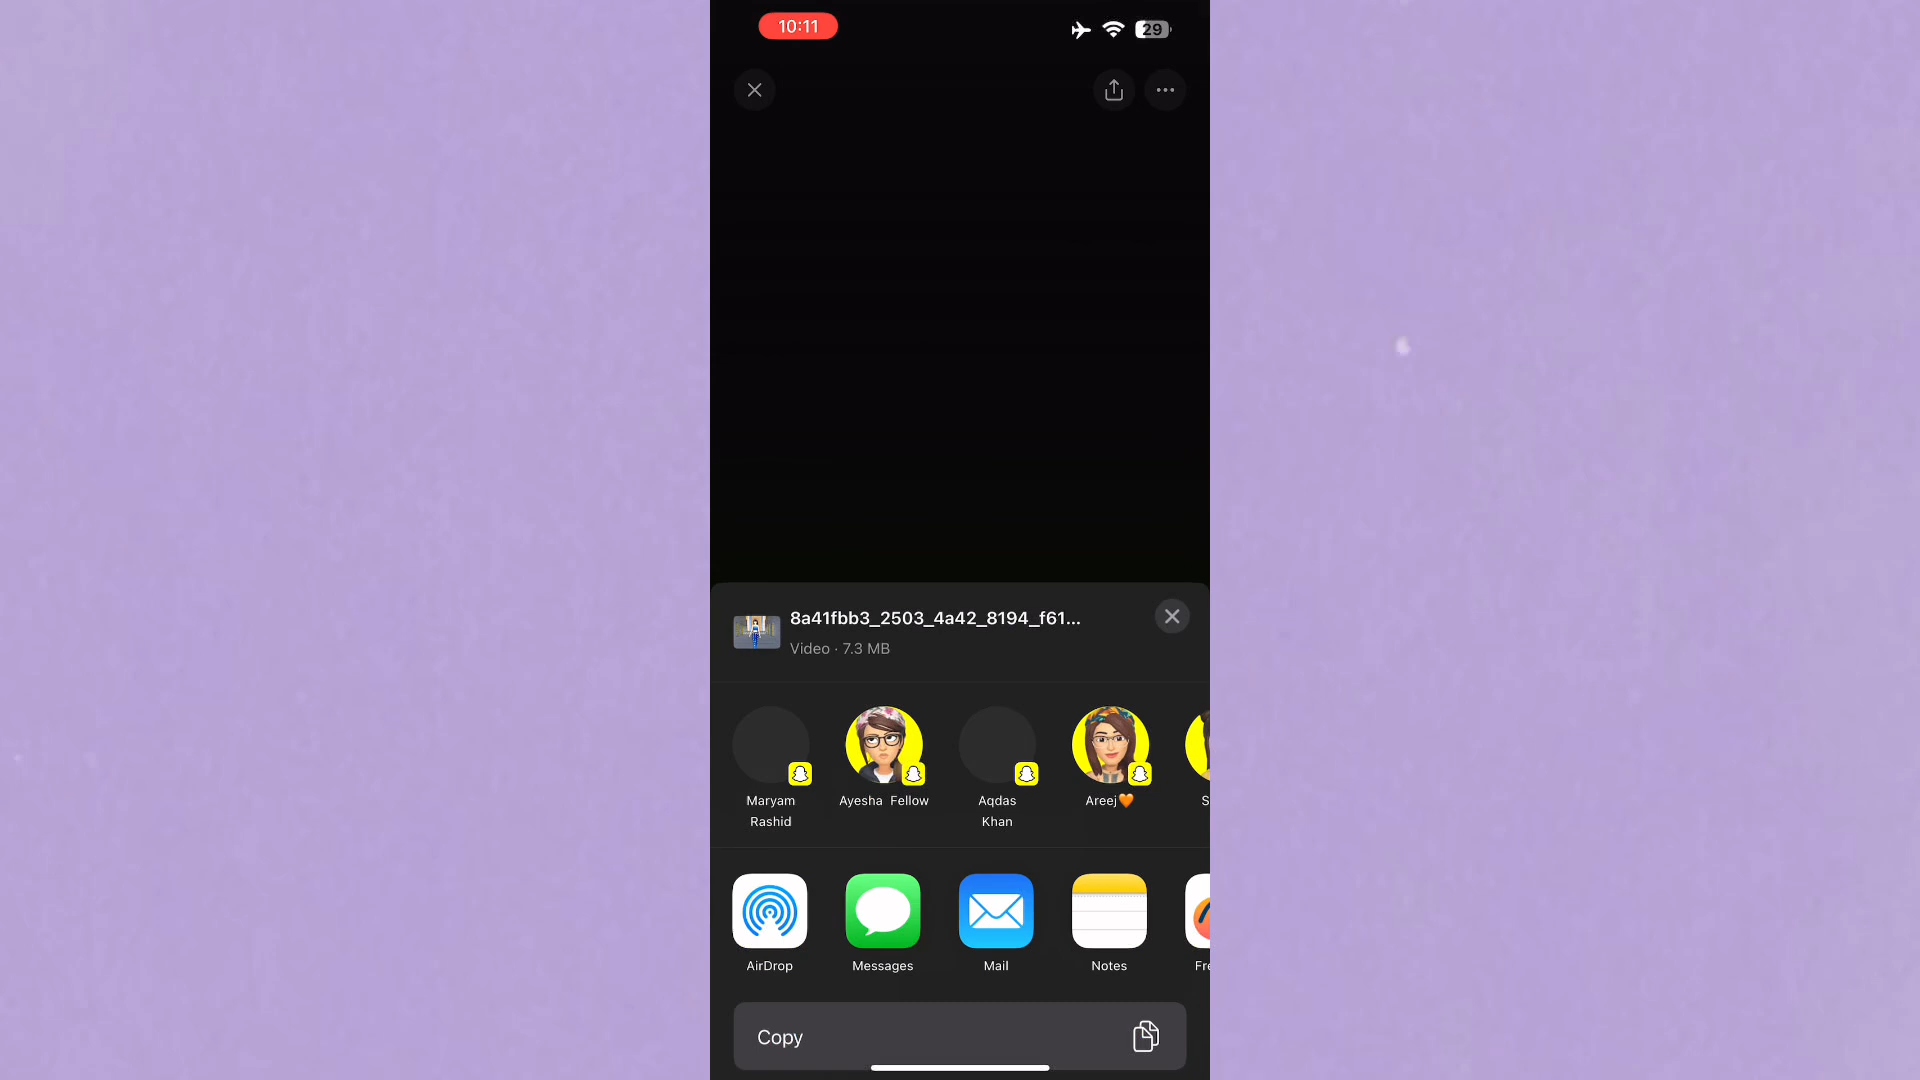 10:11
29
8a41fbb3_2503_4a42_8194_f61...
Video · 7.3 MB
Maryam
Rashid
Ayesha Fellow
Aqdas
Khan
Areej🧡
S
AirDrop
Messages
Mail
Notes
Fre
Copy